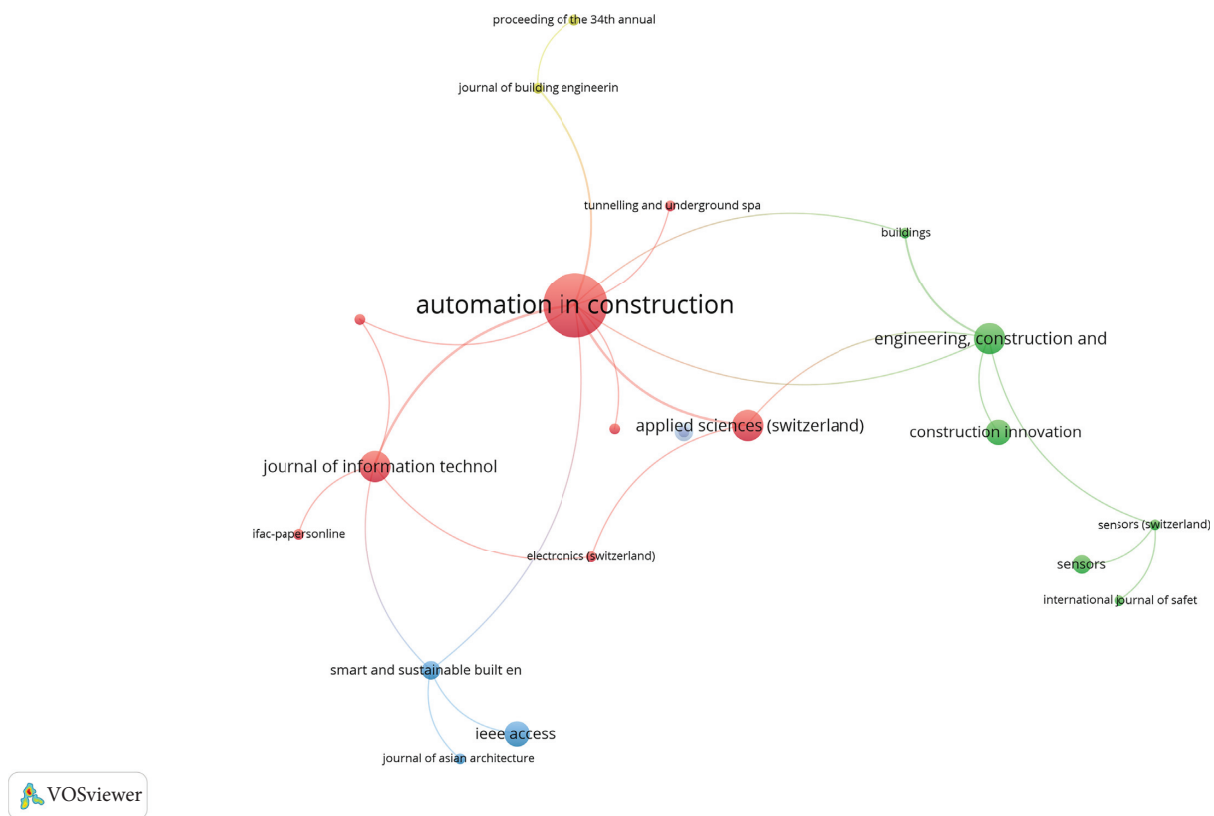 proceeding of the 34th annual
journal of building engineerin
tunnelling and underground spa
buildings
automation in construction
engineering, construction and
applied sciences (switzerland)
construction innovation
journal of information technol
sensors (switzerland)
ifac-papersonline
electronics (switzerland)
sensors
international journal of safet
smart and sustainable built en
ieee access
journal of asian architecture
VOSviewer